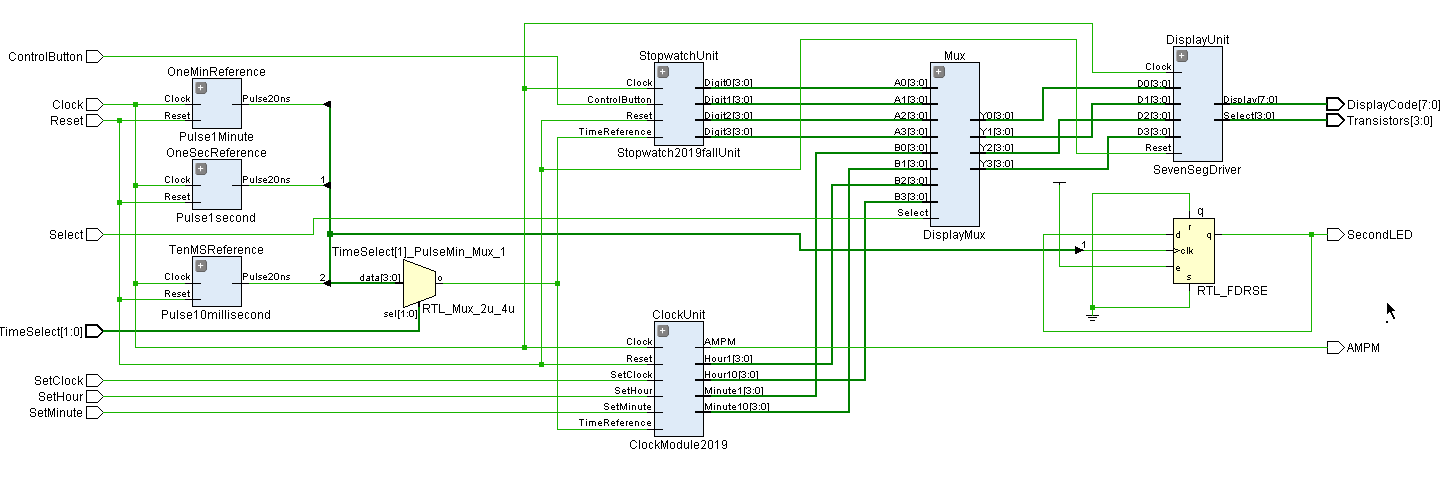 ControlButton
Clock
Reset
Select
TimeSelect[1:0]
SetClock
SetHour
SetMinute
OneMinReference
Clock
Reset
Pulse20ns
Pulse1Minute
OneSecReference
Clock
Reset
Pulse20ns
1
Pulse1second
TenMSReference
Clock
Reset
Pulse20ns
2
Pulse10millisecond
TimeSelect[1]_PulseMin_Mux_1
data[3:0]
o
sel[1:0]
RTL_Mux_2u_4u
StopwatchUnit
Clock
ControlButton
Reset
TimeReference
Digit0[3:0]
Digit1[3:0]
Digit2[3:0]
Digit3[3:0]
Stopwatch2019fallUnit
ClockUnit
Clock
Reset
SetClock
SetHour
SetMinute
TimeReference
AMPM
Hour1[3:0]
Hour10[3:0]
Minute1[3:0]
Minute10[3:0]
ClockModule2019
Mux
A0[3:0]
A1[3:0]
A2[3:0]
A3[3:0]
B0[3:0]
B1[3:0]
B2[3:0]
B3[3:0]
Select
Y0[3:0]
Y1[3:0]
Y2[3:0]
Y3[3:0]
DisplayMux
DisplayUnit
Clock
D0[3:0]
D1[3:0]
D2[3:0]
D3[3:0]
Reset
Display[7:0]
Select[3:0]
SevenSegDriver
1
q
r
d
clk
e
s
q
RTL_FDRSE
DisplayCode[7:0]
Transistors[3:0]
SecondLED
AMPM